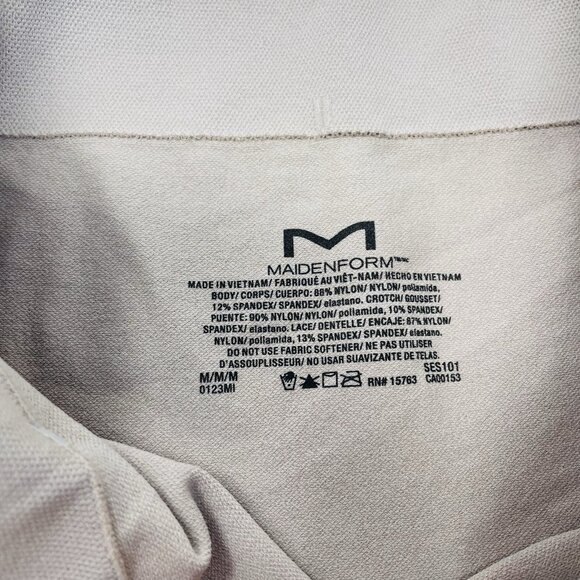 M
MAIDENFORM™
MADE IN VIETNAM/ FABRIQUÉ AU VIÊT-NAM/ HECHO EN VIETNAM
BODY/ CORPS/ CUERPO: 88% NYLON/ NYLON/ poliamida,
12% SPANDEX/ SPANDEX/ elastano. CROTCH/ GOUSSET/
PUENTE: 90% NYLON/ NYLON/ poliamida, 10% SPANDEX/
SPANDEX/ elastano. LACE/ DENTELLE/ ENCAJE: 87% NYLON/
NYLON/ poliamida, 13% SPANDEX/ SPANDEX/ elastano.
DO NOT USE FABRIC SOFTENER/ NE PAS UTILISER
D'ASSOUPLISSEUR/ NO USAR SUAVIZANTE DE TELAS.
SES101
M/M/M RN# 15763 CA00153
0123MI